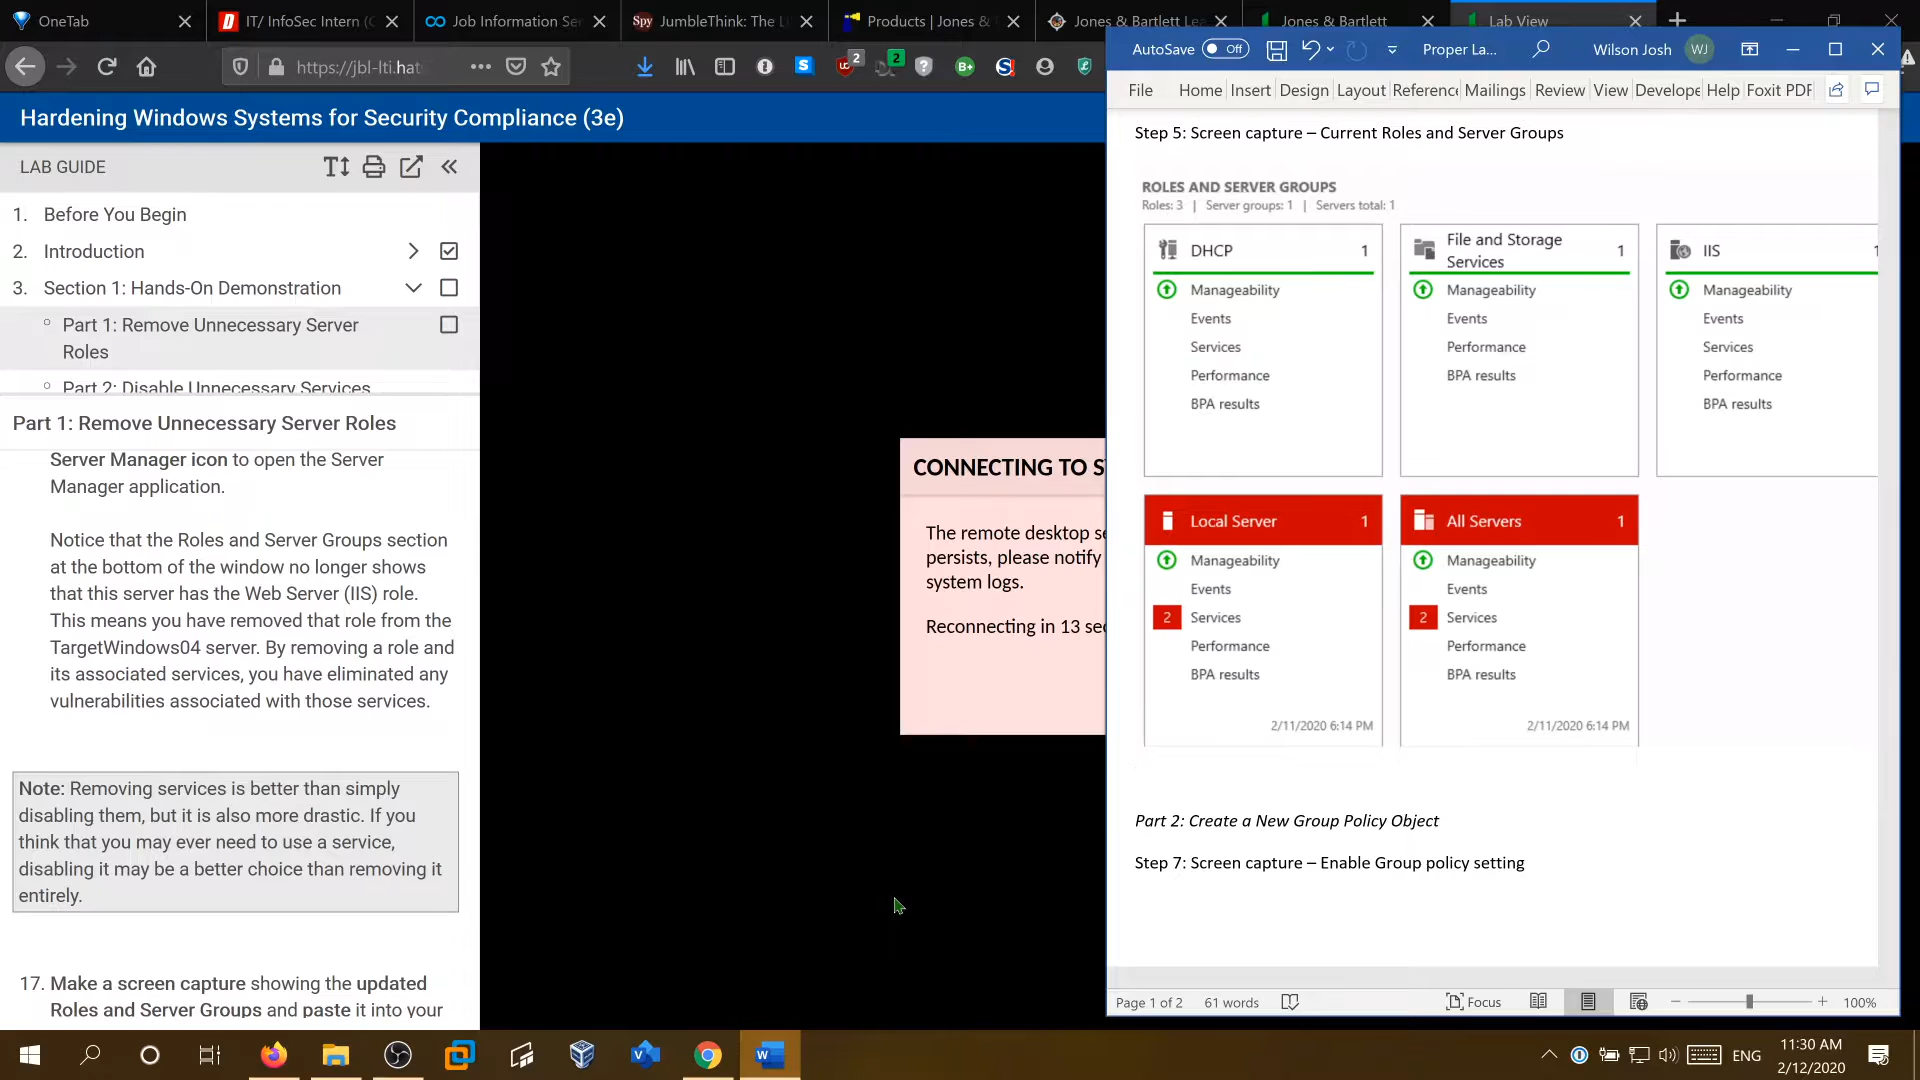 OneTab
IT/ InfoSec Intern (
Job Information Se
JumbleThink: The L
Products | Jones &
Jones & Bartlett Le
Jones & Bartlett
Lab View
https://jbl-lti.hat
2
2
AutoSave
Off
Proper La...
Wilson Josh
WJ
File
Home
Insert
Design
Layout
Referenc
Mailings
Review
View
Develope
Help
Foxit PDF
Hardening Windows Systems for Security Compliance (3e)
LAB GUIDE
1. Before You Begin
2. Introduction
3. Section 1: Hands-On Demonstration
Part 1: Remove Unnecessary Server
Roles
Part 2: Disable Unnecessary Services
Part 1: Remove Unnecessary Server Roles
Server Manager icon to open the Server
Manager application.
Notice that the Roles and Server Groups section
at the bottom of the window no longer shows
that this server has the Web Server (IIS) role.
This means you have removed that role from the
TargetWindows04 server. By removing a role and
its associated services, you have eliminated any
vulnerabilities associated with those services.
Note: Removing services is better than simply
disabling them, but it is also more drastic. If you
think that you may ever need to use a service,
disabling it may be a better choice than removing it
entirely.
17. Make a screen capture showing the updated
Roles and Server Groups and paste it into your
CONNECTING TO S
The remote desktop se
persists, please notify
system logs.
Reconnecting in 13 sec
Step 5: Screen capture – Current Roles and Server Groups
ROLES AND SERVER GROUPS
Roles: 3 | Server groups: 1 | Servers total: 1
DHCP 1
Manageability
Events
Services
Performance
BPA results
File and Storage
Services
1
Manageability
Events
Performance
BPA results
IIS 1
Manageability
Events
Services
Performance
BPA results
Local Server 1
Manageability
Events
2 Services
Performance
BPA results
2/11/2020 6:14 PM
All Servers 1
Manageability
Events
2 Services
Performance
BPA results
2/11/2020 6:14 PM
Part 2: Create a New Group Policy Object
Step 7: Screen capture – Enable Group policy setting
Page 1 of 2
61 words
Focus
100%
ENG
11:30 AM
2/12/2020